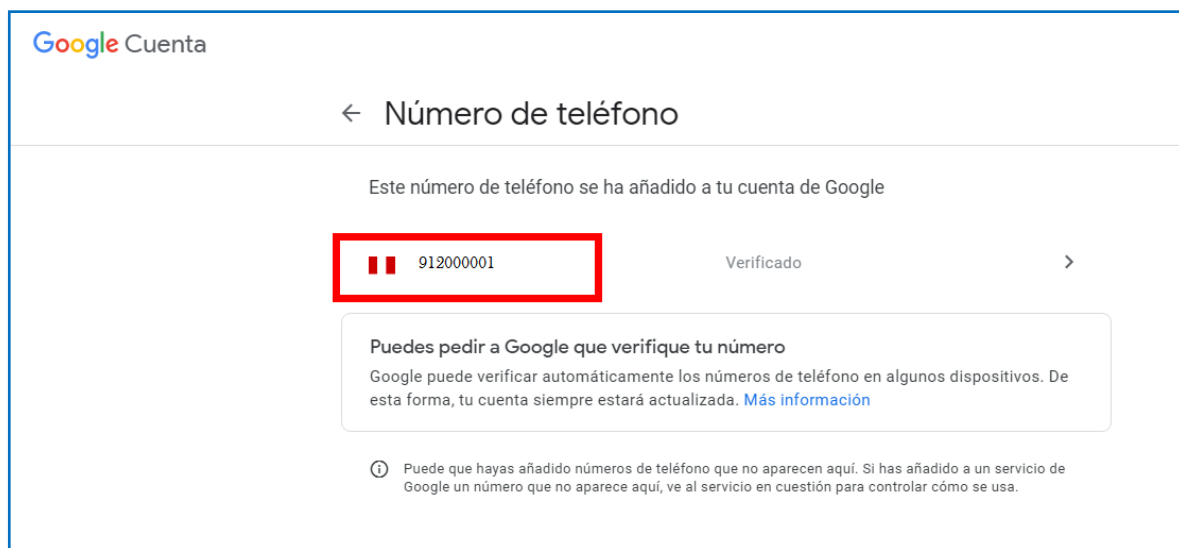 Google Cuenta
← Número de teléfono
Este número de teléfono se ha añadido a tu cuenta de Google
912000001 Verificado
Puedes pedir a Google que verifique tu número
Google puede verificar automáticamente los números de teléfono en algunos dispositivos. De
esta forma, tu cuenta siempre estará actualizada. Más información
Puede que hayas añadido números de teléfono que no aparecen aquí. Si has añadido a un servicio de
Google un número que no aparece aquí, ve al servicio en cuestión para controlar cómo se usa.